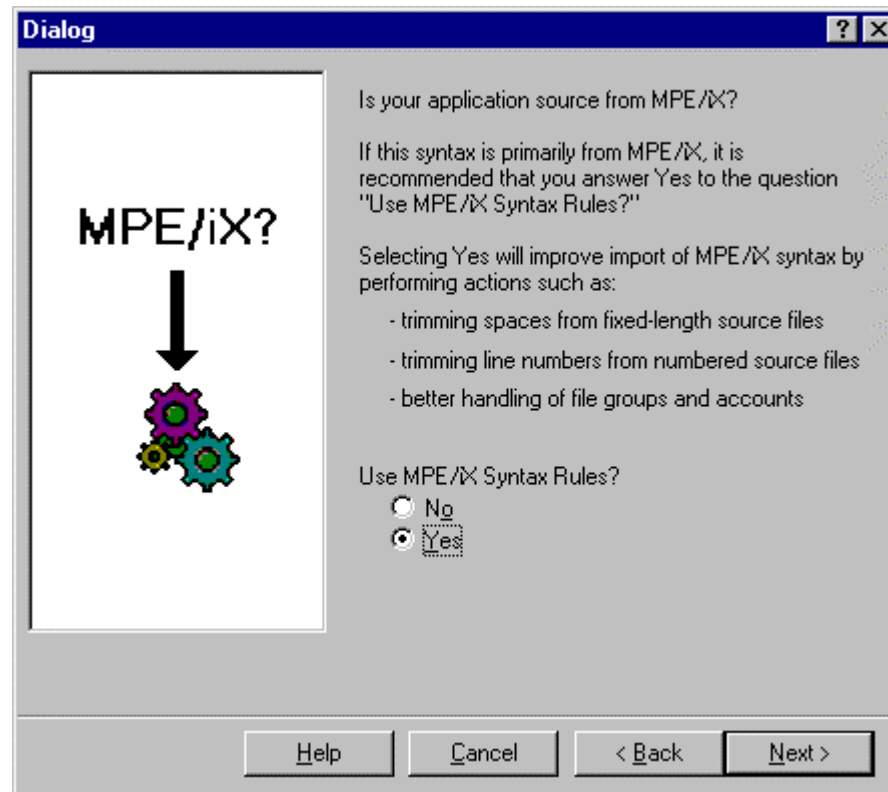 Dialog
MPE/iX?
Is your application source from MPE/iX?
If this syntax is primarily from MPE/iX, it is
recommended that you answer Yes to the question
"Use MPE/iX Syntax Rules?"
Selecting Yes will improve import of MPE/iX syntax by
performing actions such as:
- trimming spaces from fixed-length source files
- trimming line numbers from numbered source files
- better handling of file groups and accounts
Use MPE/iX Syntax Rules?
No
Yes
Help
Cancel
< Back
Next >